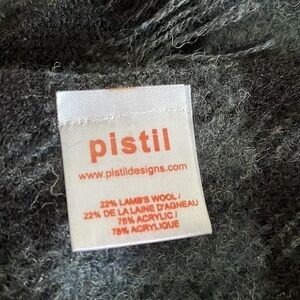 pistil
www.pistildesigns.com
22% LAMB'S WOOL /
22% DE LA LAINE D'AGNEAU
78% ACRYLIC /
78% ACRYLIQUE